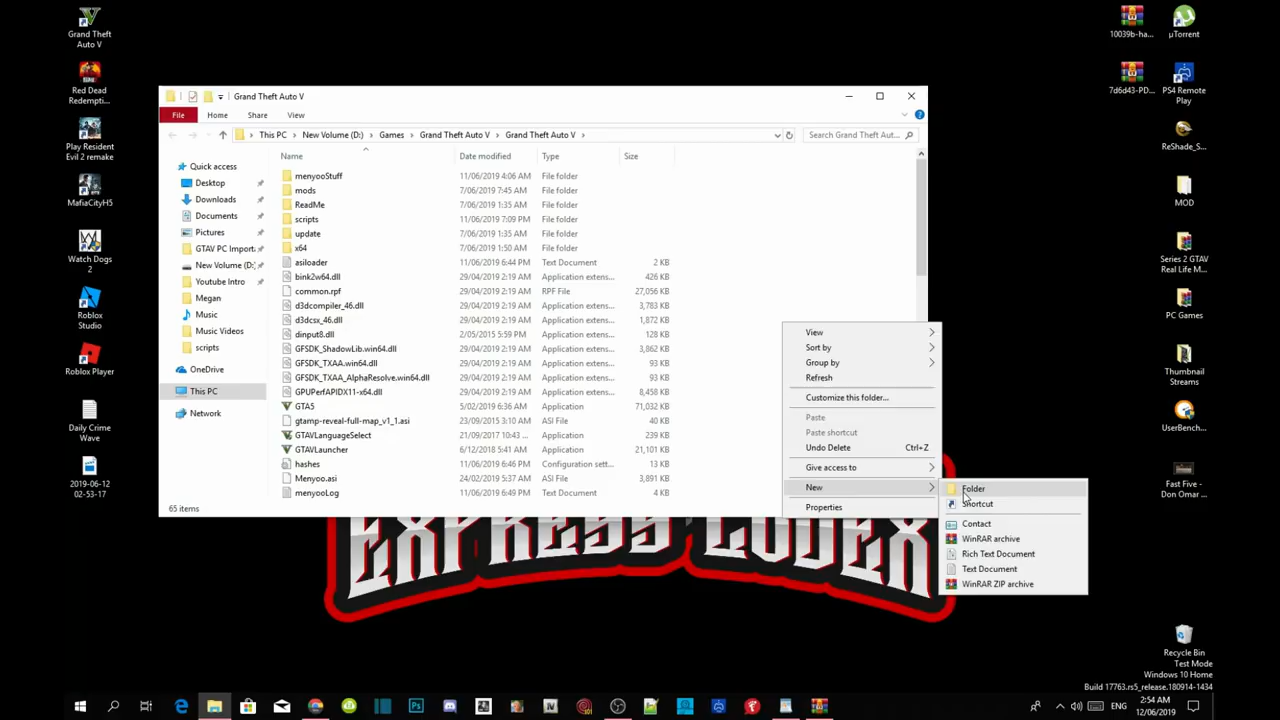 Grand Theft
Auto V
Red Dead
Redempti...
Play Resident
Evil 2 remake
MafiaCityH5
Watch Dogs
2
Roblox
Studio
Roblox Player
Daily Crime
Wave
2019-06-12
02-53-17
Grand Theft Auto V
File Home Share View
This PC > New Volume (D:) > Games > Grand Theft Auto V > Grand Theft Auto V >
Search Grand Theft Aut...
Quick access
Desktop
Downloads
Documents
Pictures
GTAV PC Import.
New Volume (D:)
Youtube Intro
Megan
Music
Music Videos
scripts
OneDrive
This PC
Network
Name Date modified Type Size
menyooStuff 11/06/2019 4:06 AM File folder
mods 7/06/2019 7:45 AM File folder
ReadMe 7/06/2019 1:35 AM File folder
scripts 11/06/2019 7:09 PM File folder
update 7/06/2019 1:35 AM File folder
x64 7/06/2019 1:50 AM File folder
asiloader 11/06/2019 6:44 PM Text Document 2 KB
bink2w64.dll 29/04/2019 2:19 AM Application extens... 426 KB
common.rpf 29/04/2019 2:19 AM RPF File 27,056 KB
d3dcompiler_46.dll 29/04/2019 2:19 AM Application extens... 3,783 KB
d3dcsx_46.dll 29/04/2019 2:19 AM Application extens... 1,872 KB
dinput8.dll 2/05/2015 5:59 PM Application extens... 128 KB
GFSDK_ShadowLib.win64.dll 29/04/2019 2:19 AM Application extens... 3,862 KB
GFSDK_TXAA.win64.dll 29/04/2019 2:19 AM Application extens... 93 KB
GFSDK_TXAA_AlphaResolve.win64.dll 29/04/2019 2:19 AM Application extens... 93 KB
GPUPerfAPIDX11-x64.dll 29/04/2019 2:19 AM Application extens... 8,458 KB
GTA5 5/02/2019 6:36 AM Application 71,032 KB
gtamp-reveal-full-map_v1_1.asi 23/09/2015 3:10 AM ASI File 40 KB
GTAVLanguageSelect 21/09/2017 10:43 ... Application 239 KB
GTAVLauncher 6/12/2018 5:41 AM Application 21,101 KB
hashes 11/06/2019 6:46 PM Configuration sett... 13 KB
Menyoo.asi 24/02/2019 5:37 AM ASI File
menyooLog 11/06/2019 6:59 PM Text Document 4 KB
65 items
View
Sort by
Group by
Refresh
Customize this folder...
Paste
Paste shortcut
Undo Delete Ctrl+Z
Give access to
New
Properties
Folder
Shortcut
Contact
WinRAR archive
Rich Text Document
Text Document
WinRAR ZIP archive
EXPRESS CODEX
10039b-ha...
µTorrent
7d6d43-PD...
PS4 Remote
Play
ReShade_S...
MOD
Series 2 GTAV
Real Life M...
PC Games
Thumbnail
Streams
UserBench...
Fast Five -
Don Omar ...
Recycle Bin
Test Mode
Windows 10 Home
Build 17763.rs5_release.180914-1434
ENG
2:54 AM
12/06/2019